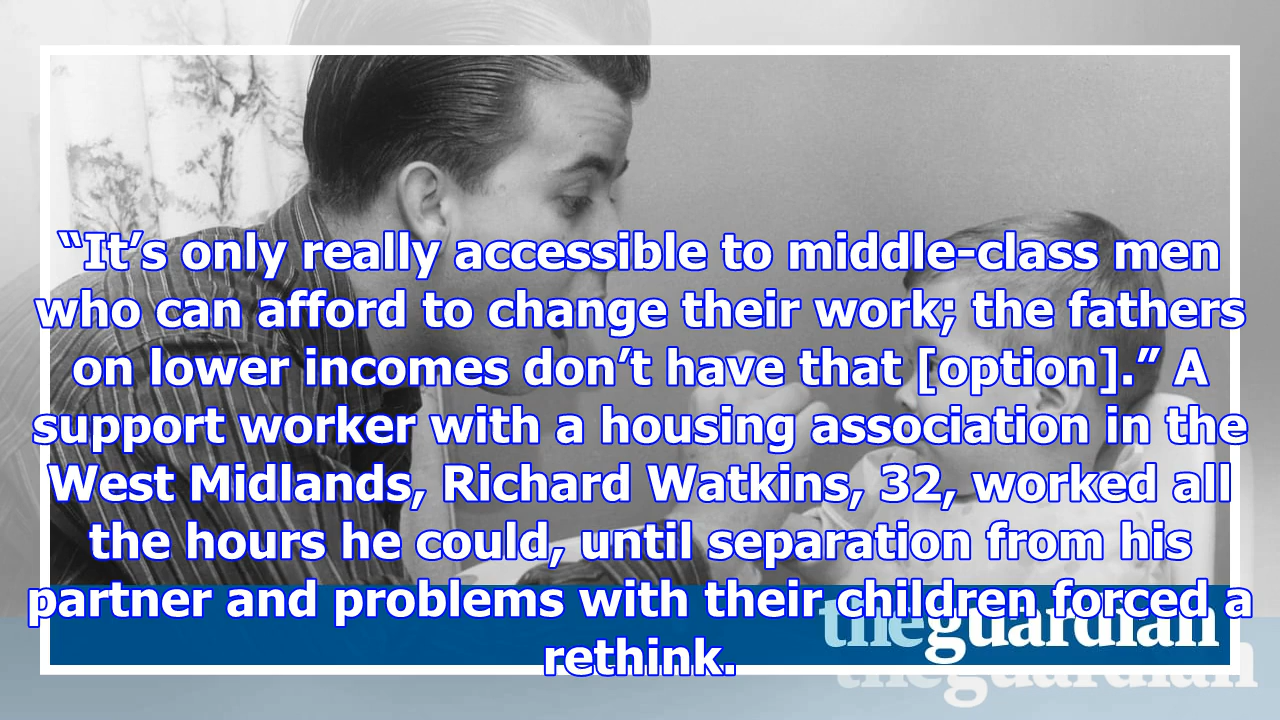 “It’s only really accessible to middle-class men
who can afford to change their work; the fathers
on lower incomes don’t have that [option].” A
support worker with a housing association in the
West Midlands, Richard Watkins, 32, worked all
the hours he could, until separation from his
partner and problems with their children forced a
rethink.
theguardian
theguardian